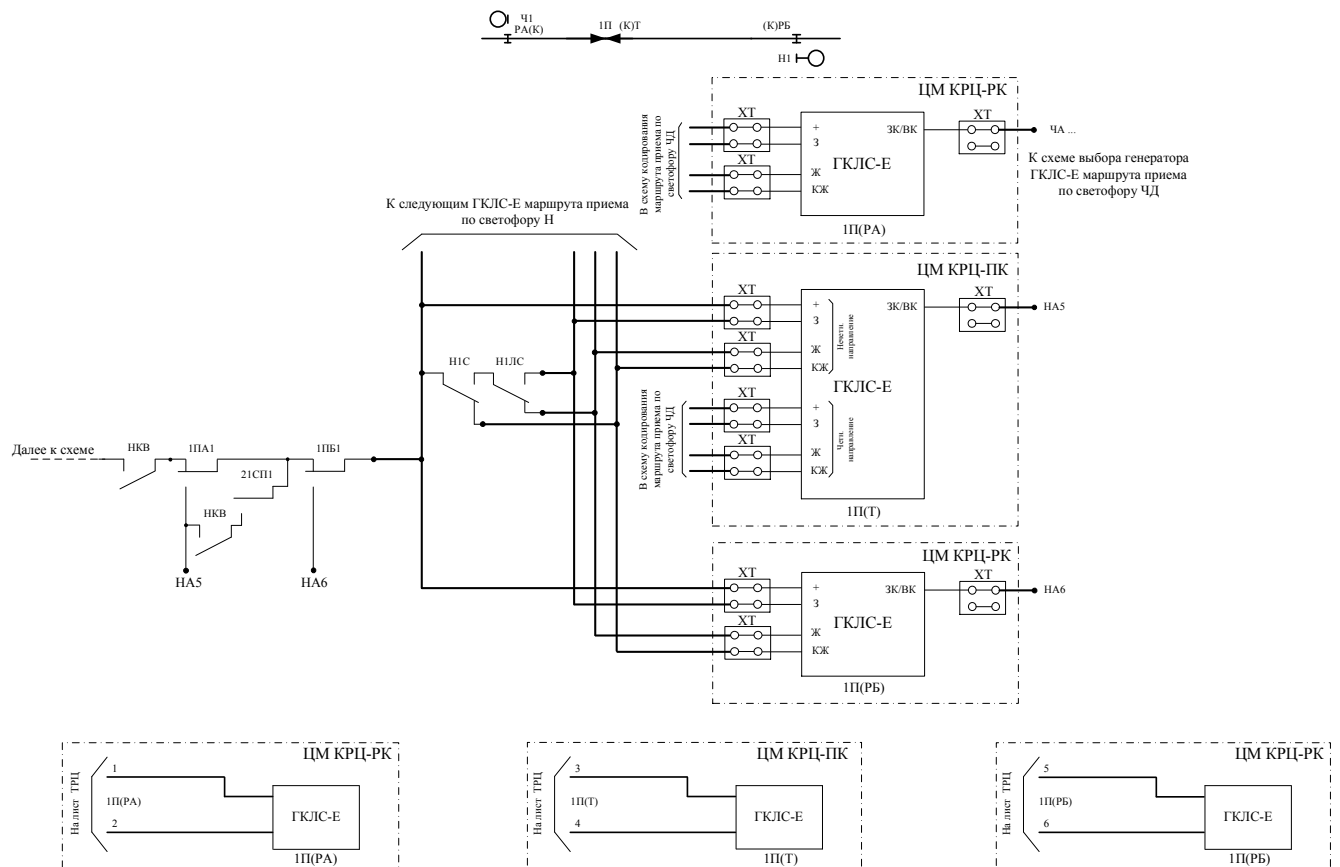 Ч1
РА(К)
1П (К)Т
(К)РБ
Н1
ЦМ КРЦ-РК
ХТ
В схему кодирования
маршрута приема по
светофору ЧД
+
З
ЗК/ВК
ХТ
ЧА ...
ГКЛС-Е
ХТ
Ж
КЖ
К схеме выбора генератора
ГКЛС-Е маршрута приема
по светофору ЧД
1П(РА)
К следующим ГКЛС-Е маршрута приема
по светофору Н
ЦМ КРЦ-ПК
ХТ
+
З
ЗК/ВК
ХТ
НА5
Нечетн.
направление
ХТ
Ж
КЖ
ГКЛС-Е
В схему кодирования
маршрута приема по
светофору ЧД
ХТ
+
З
Четн.
направление
ХТ
Ж
КЖ
1П(Т)
Н1С
Н1ЛС
Далее к схеме
НКВ
1ПА1
1ПБ1
21СП1
НКВ
НА5
НА6
ЦМ КРЦ-РК
ХТ
+
З
ЗК/ВК
ХТ
НА6
ГКЛС-Е
ХТ
Ж
КЖ
1П(РБ)
ЦМ КРЦ-РК
На лист ТРЦ
1
1П(РА)
2
ГКЛС-Е
1П(РА)
ЦМ КРЦ-ПК
На лист ТРЦ
3
1П(Т)
4
ГКЛС-Е
1П(Т)
ЦМ КРЦ-РК
На лист ТРЦ
5
1П(РБ)
6
ГКЛС-Е
1П(РБ)